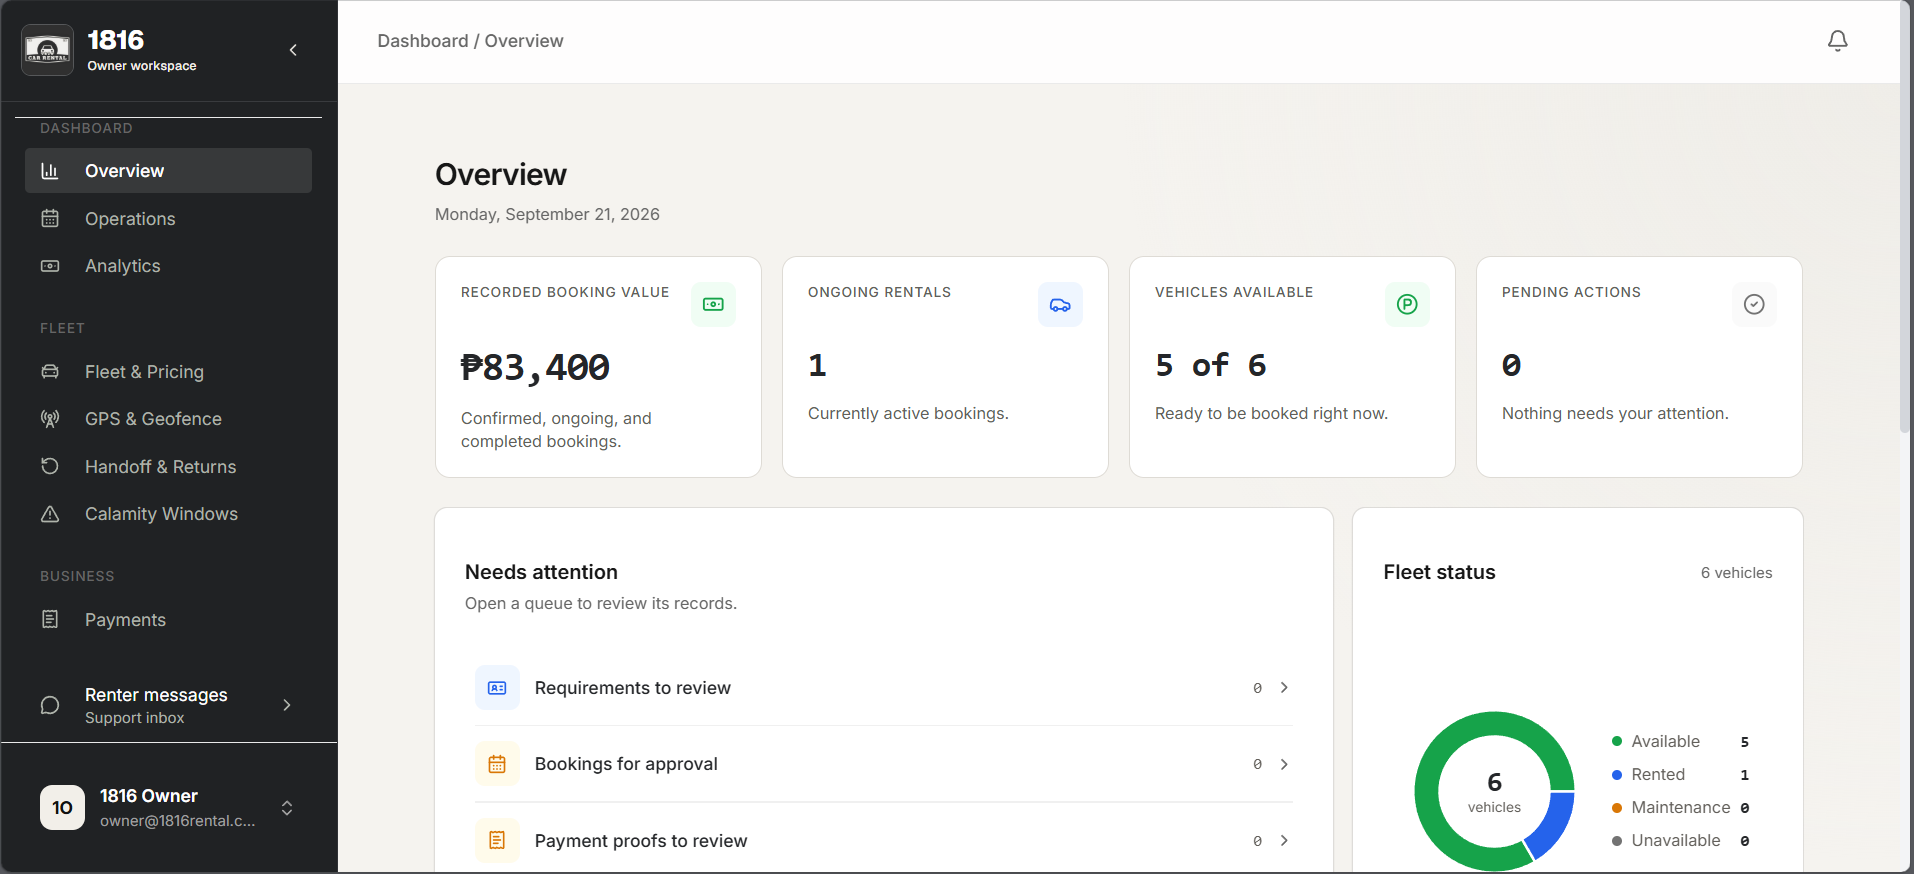 CAR RENTAL
1816
Owner workspace
DASHBOARD
Overview
Operations
Analytics
FLEET
Fleet & Pricing
GPS & Geofence
Handoff & Returns
Calamity Windows
BUSINESS
Payments
Renter messages
Support inbox
1O
1816 Owner
owner@1816rental.c...
Dashboard / Overview
Overview
Monday, September 21, 2026
RECORDED BOOKING VALUE
₱83,400
Confirmed, ongoing, and
completed bookings.
ONGOING RENTALS
1
Currently active bookings.
VEHICLES AVAILABLE
5 of 6
Ready to be booked right now.
PENDING ACTIONS
0
Nothing needs your attention.
Needs attention
Open a queue to review its records.
Requirements to review 0
Bookings for approval 0
Payment proofs to review 0
Fleet status 6 vehicles
6
vehicles
Available 5
Rented 1
Maintenance 0
Unavailable 0